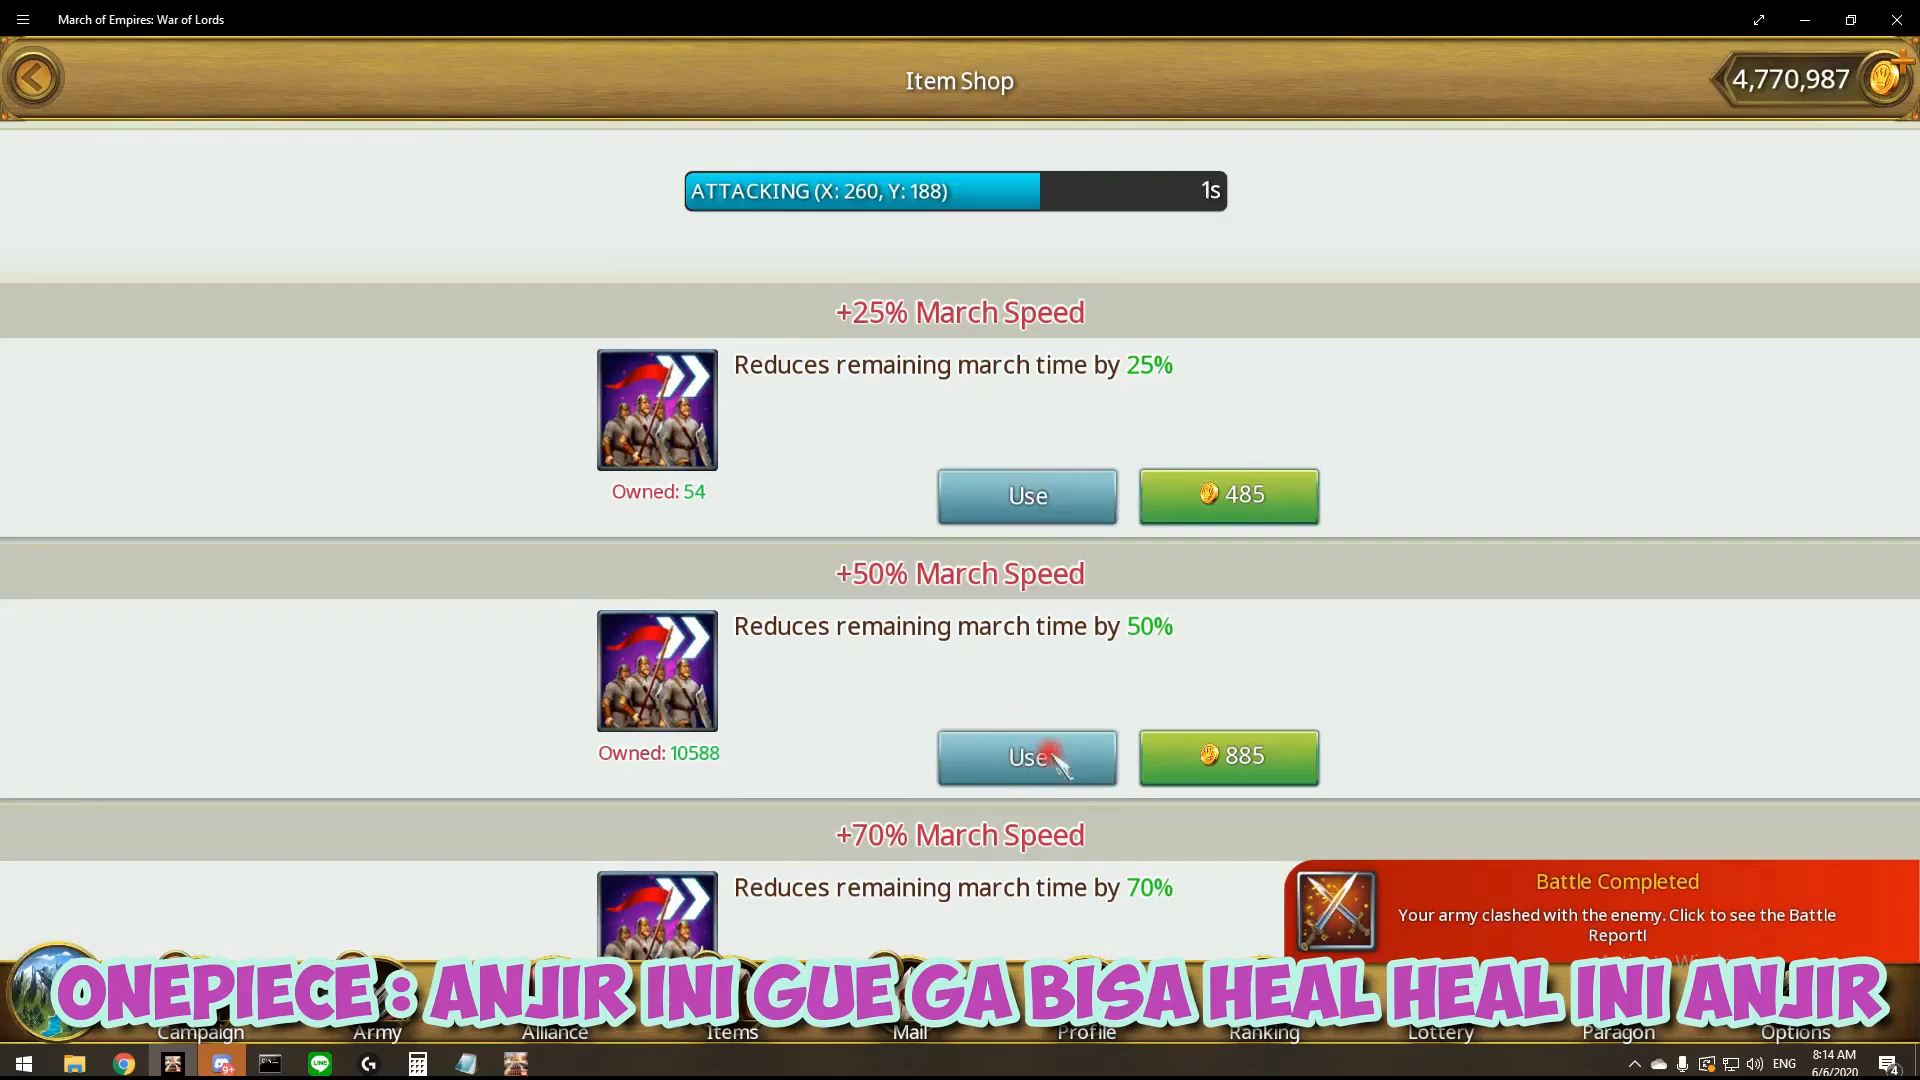 March of Empires: War of Lords
Item Shop
4,770,987
ATTACKING (X: 260, Y: 188)
1s
+25% March Speed
Reduces remaining march time by 25%
Owned: 54
Use
485
+50% March Speed
Reduces remaining march time by 50%
Owned: 10588
Use
885
+70% March Speed
Reduces remaining march time by 70%
Battle Completed
Your army clashed with the enemy. Click to see the Battle
Report!
ONEPIECE : ANJIR INI GUE GA BISA HEAL HEAL INI ANJIR
Campaign
Army
Alliance
Items
Mail
Profile
Ranking
Lottery
Paragon
Options
9+
LINE
ENG
8:14 AM
6/6/2020
4